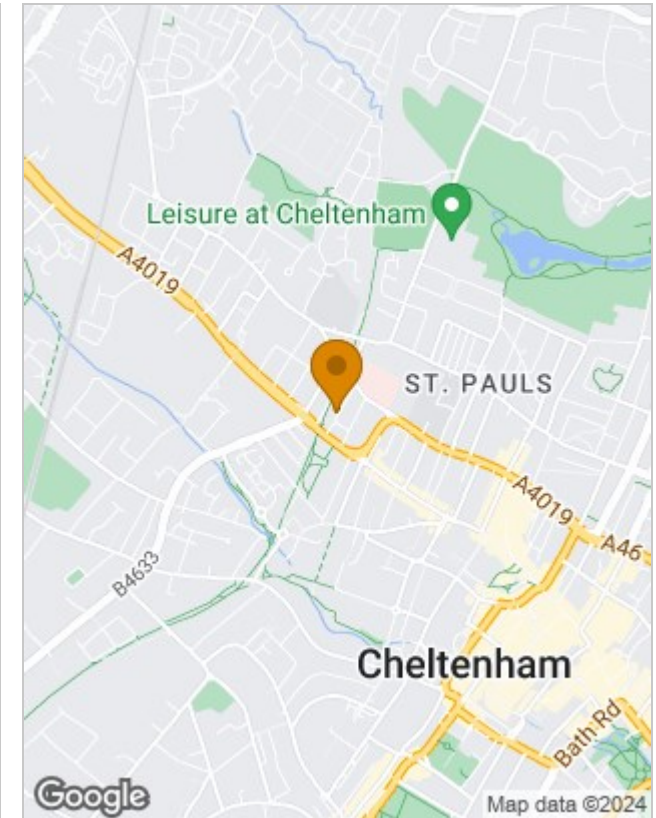 Leisure at Cheltenham
A4019
ST. PAULS
A4019
A46
B4633
Cheltenham
Bath Rd
Google
Map data ©2024